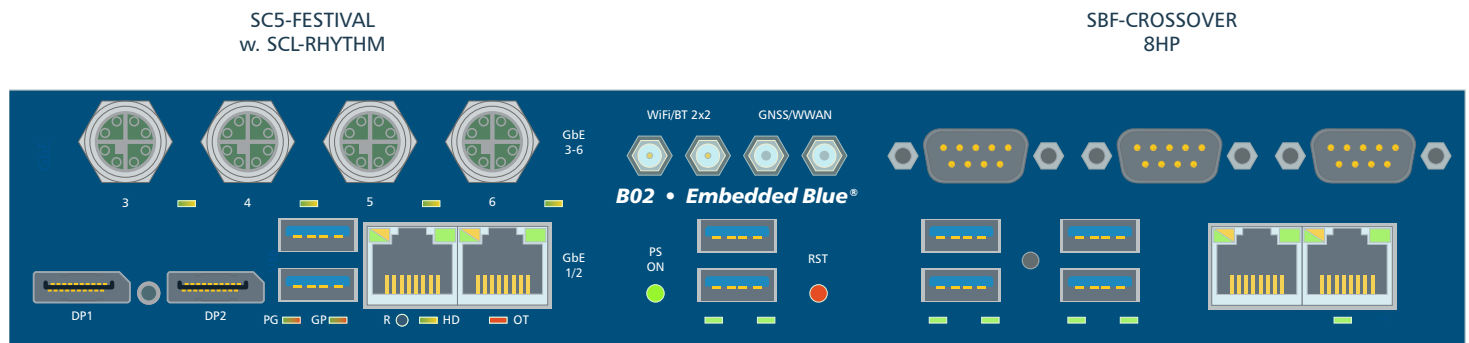 SC5-FESTIVAL
w. SCL-RHYTHM
SBF-CROSSOVER
8HP
WiFi/BT 2x2
GNSS/WWAN
GbE
3-6
3
4
5
6
B02 • Embedded Blue®
GbE
1/2
PS
ON
RST
DP1
DP2
PG
GP
R
HD
OT